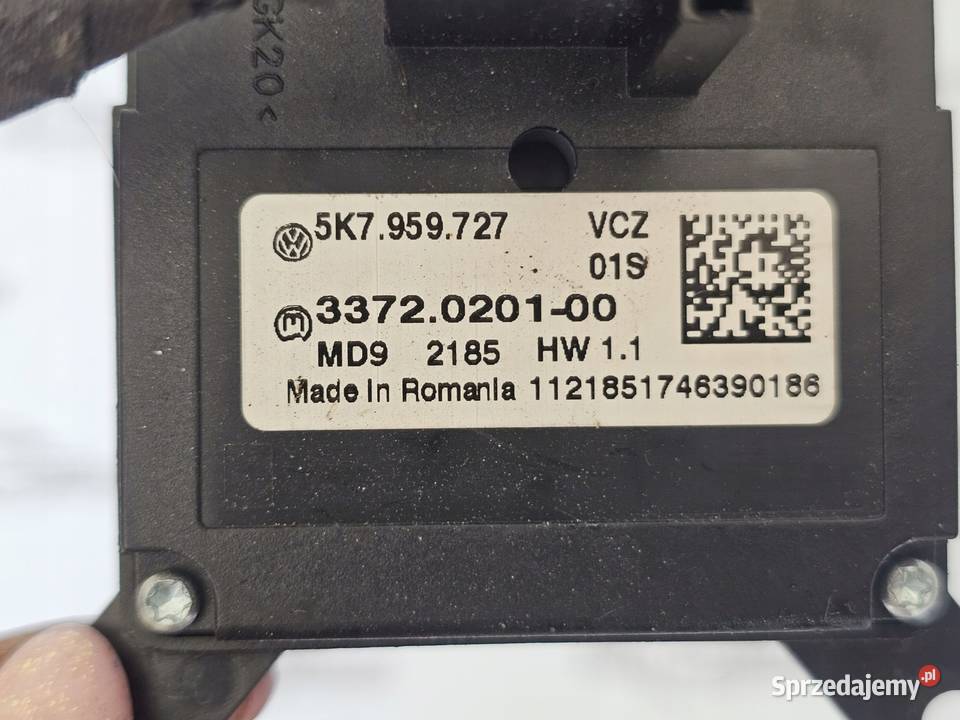 GK20<
5K7.959.727 VCZ
01S
3372.0201-00
MD9 2185 HW 1.1
Made in Romania 1121851746390186
Sprzedajemy.pl